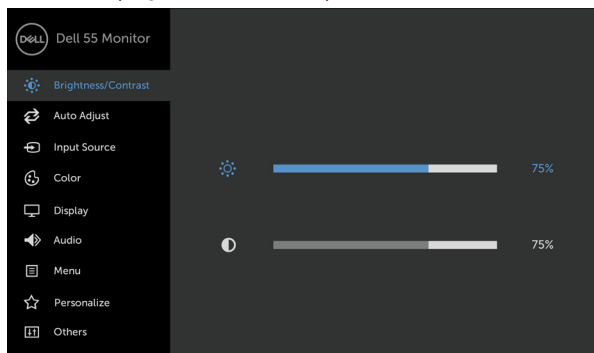 DELL Dell 55 Monitor
Brightness/Contrast
Auto Adjust
Input Source
75%
Color
Display
Audio
75%
Menu
Personalize
Others